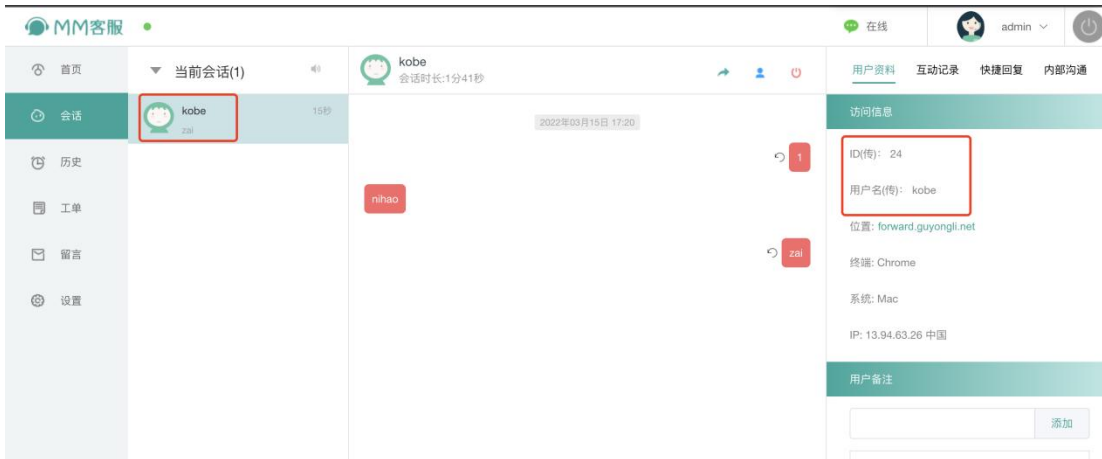 MM客服
在线
admin
首页
会话
历史
工单
留言
设置
当前会话(1)
kobe
15秒
zai
kobe
会话时长:1分41秒
2022年03月15日 17:20
1
nihao
zai
用户资料 互动记录 快捷回复 内部沟通
访问信息
ID(传)： 24
用户名(传)： kobe
位置: forward.guyongli.net
终端: Chrome
系统: Mac
IP: 13.94.63.26 中国
用户备注
添加